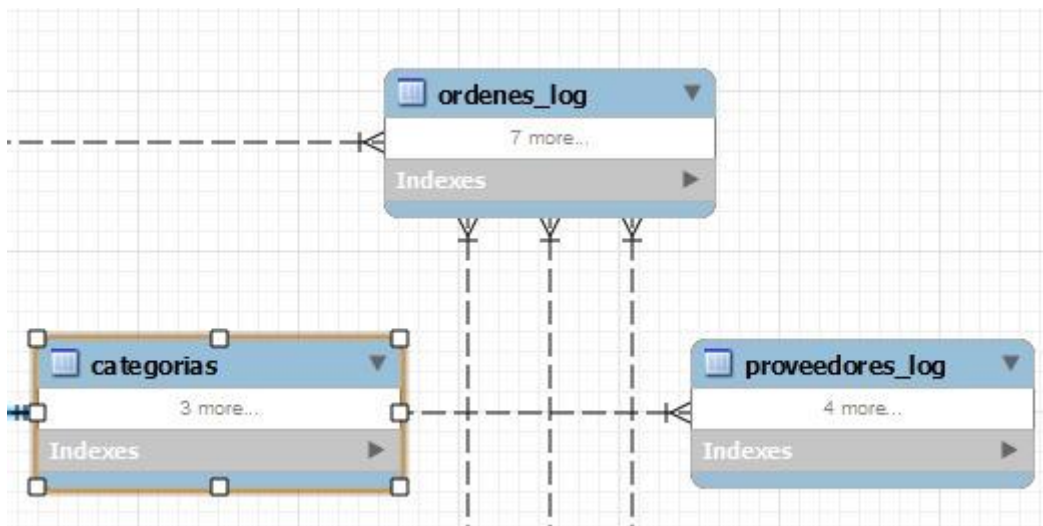 ordenes_log
7 more...
Indexes
categorias
3 more...
Indexes
proveedores_log
4 more...
Indexes